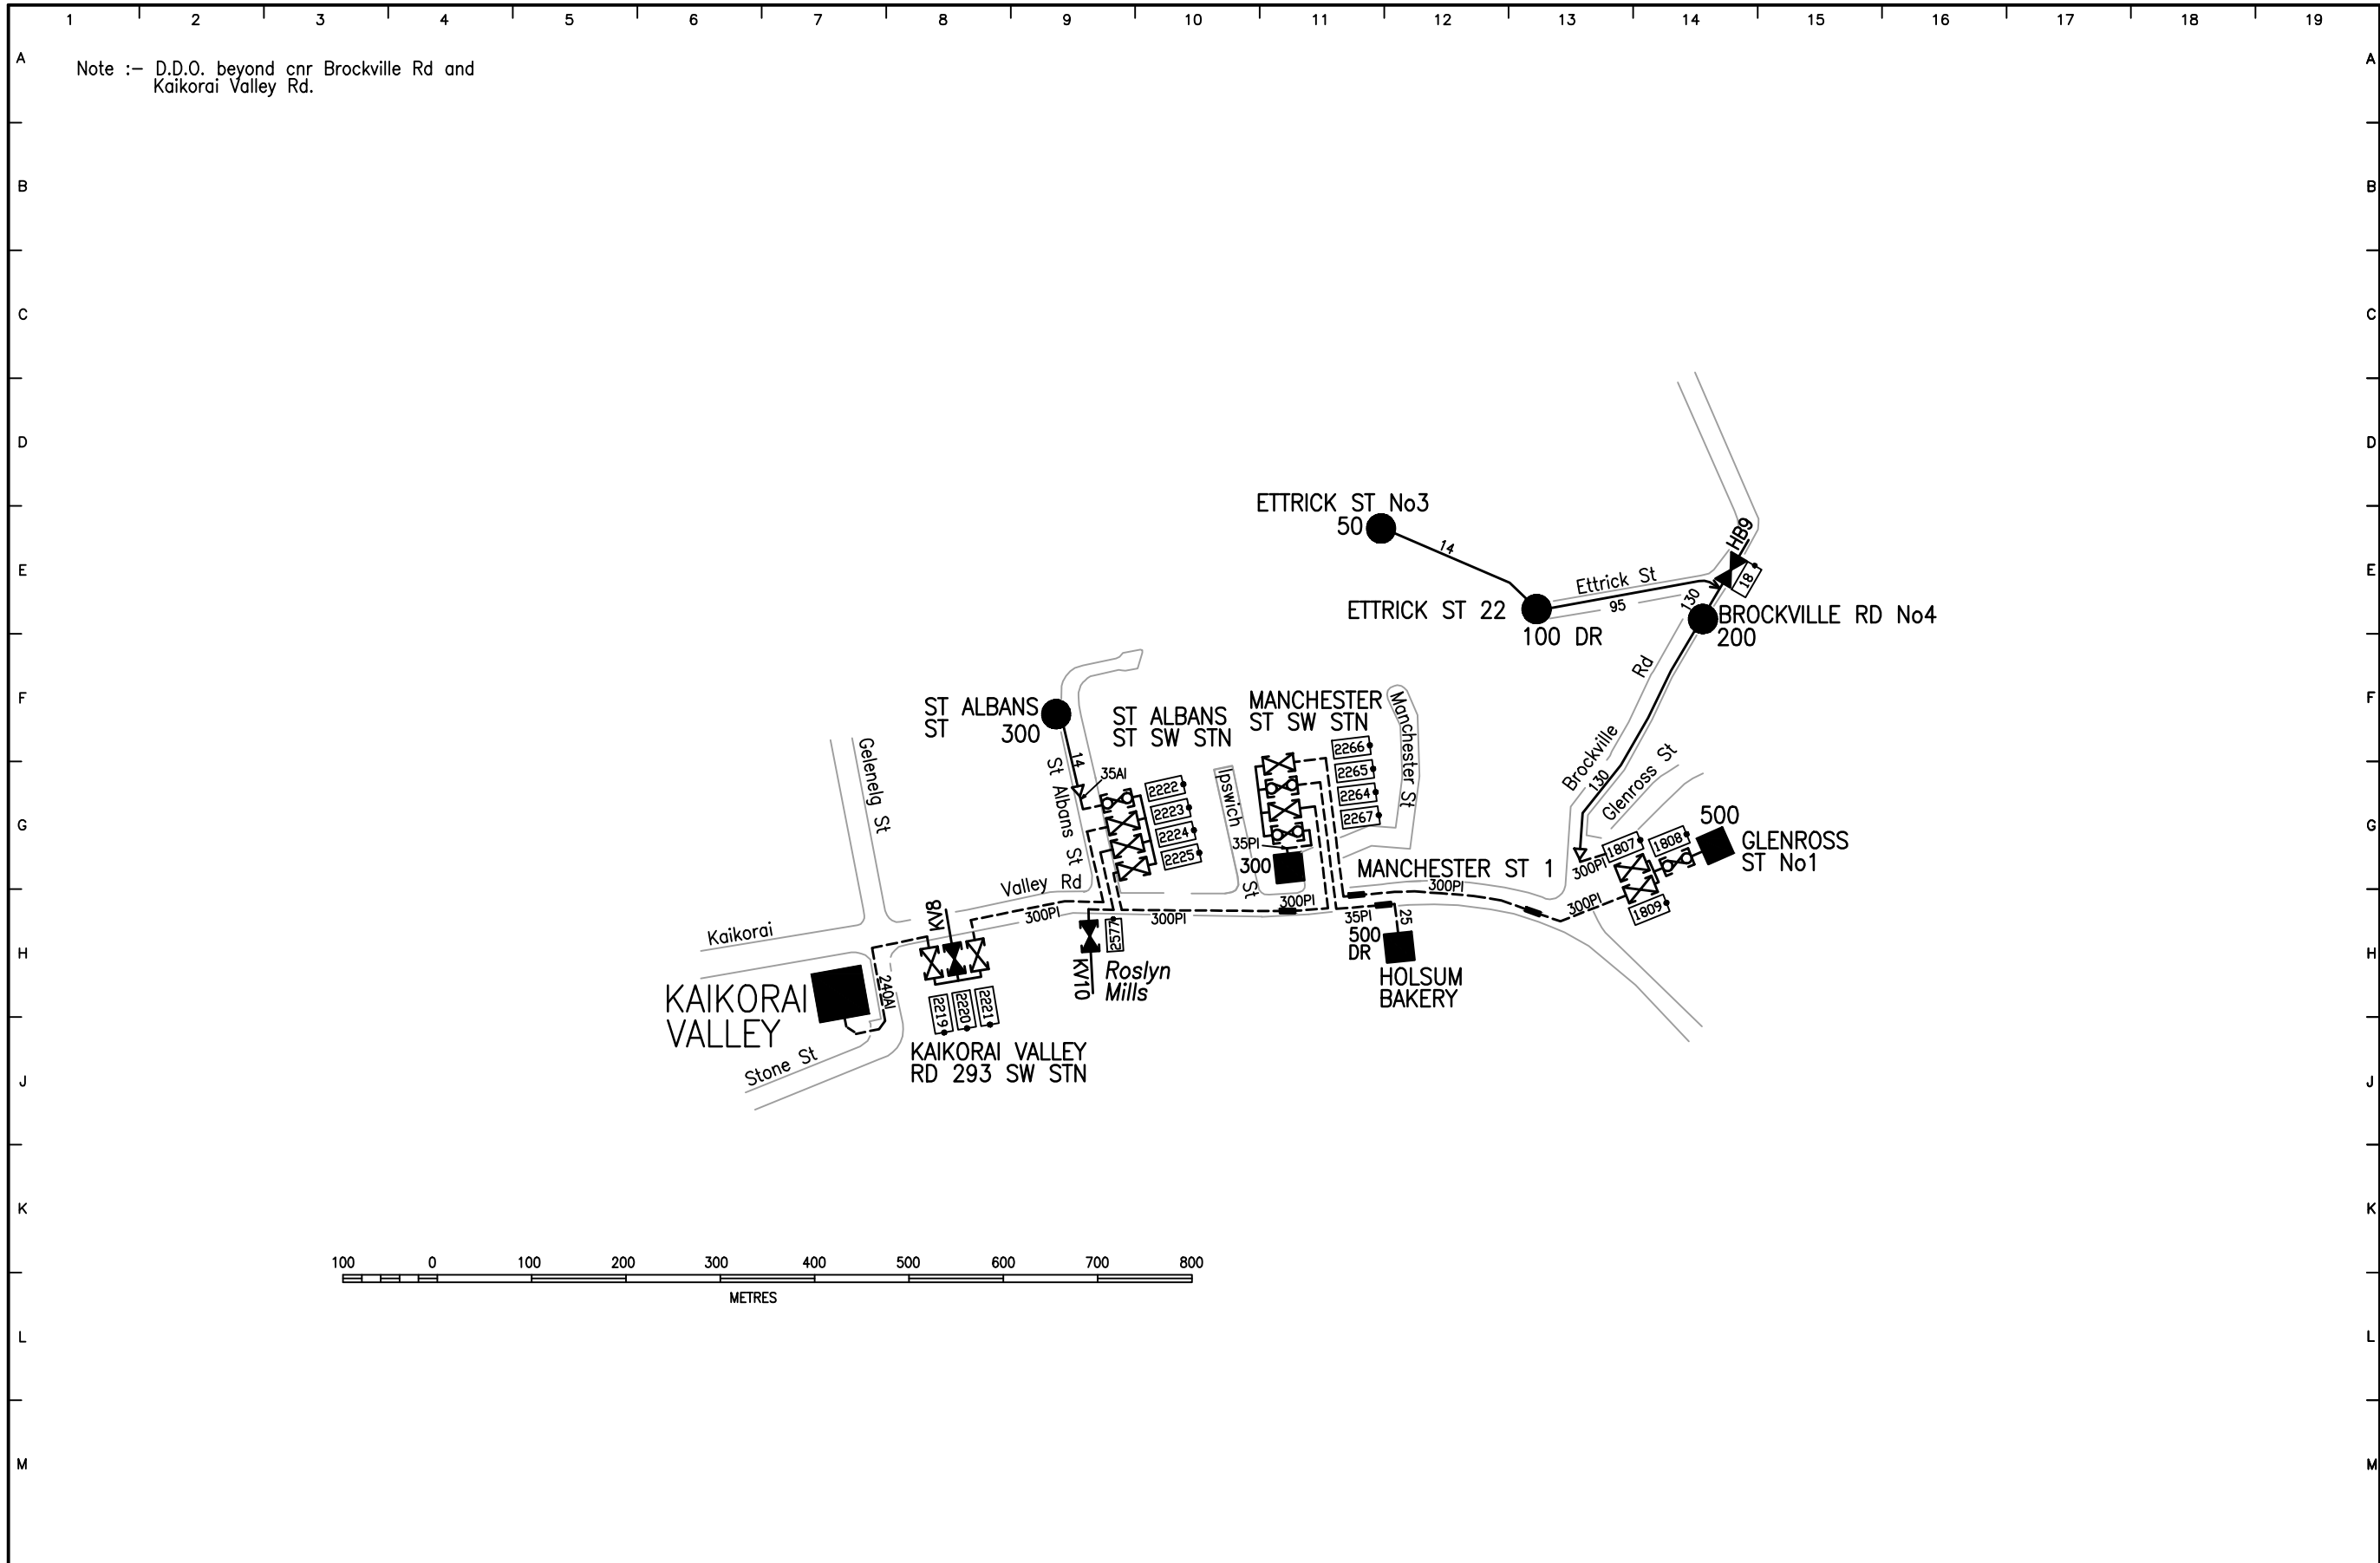 1 2 3 4 5 6 7 8 9 10 11 12 13 14 15 16 17 18 19
A A
Note :- D.D.O. beyond cnr Brockville Rd and
Kaikorai Valley Rd.
B B
C C
D D
ETTRICK ST No3
50
14
HB9
E E
Ettrick St
18
95
130
ETTRICK ST 22
100 DR
BROCKVILLE RD No4
200
Rd
F F
ST ALBANS
ST 300
ST ALBANS
ST SW STN
MANCHESTER
ST SW STN
Manchester St
Gelenelg St
14
35AI
St Albans St
2222
2223
2224
2225
Ipswich
St
2266
2265
2264
2267
Brockville
130
Glenross St
G G
35PI
300
500
GLENROSS
ST No1
1807
1808
300PI
MANCHESTER ST 1
Valley Rd
300PI
300PI
300PI
300PI
300PI
35PI
25
1809
KV8
Kaikorai
H H
2577
500
DR
KV10
Roslyn
Mills
HOLSUM
BAKERY
KAIKORAI
VALLEY
240AI
2219
2220
2221
KAIKORAI VALLEY
RD 293 SW STN
Stone St
J J
K K
100 0 100 200 300 400 500 600 700 800
METRES
L L
M M